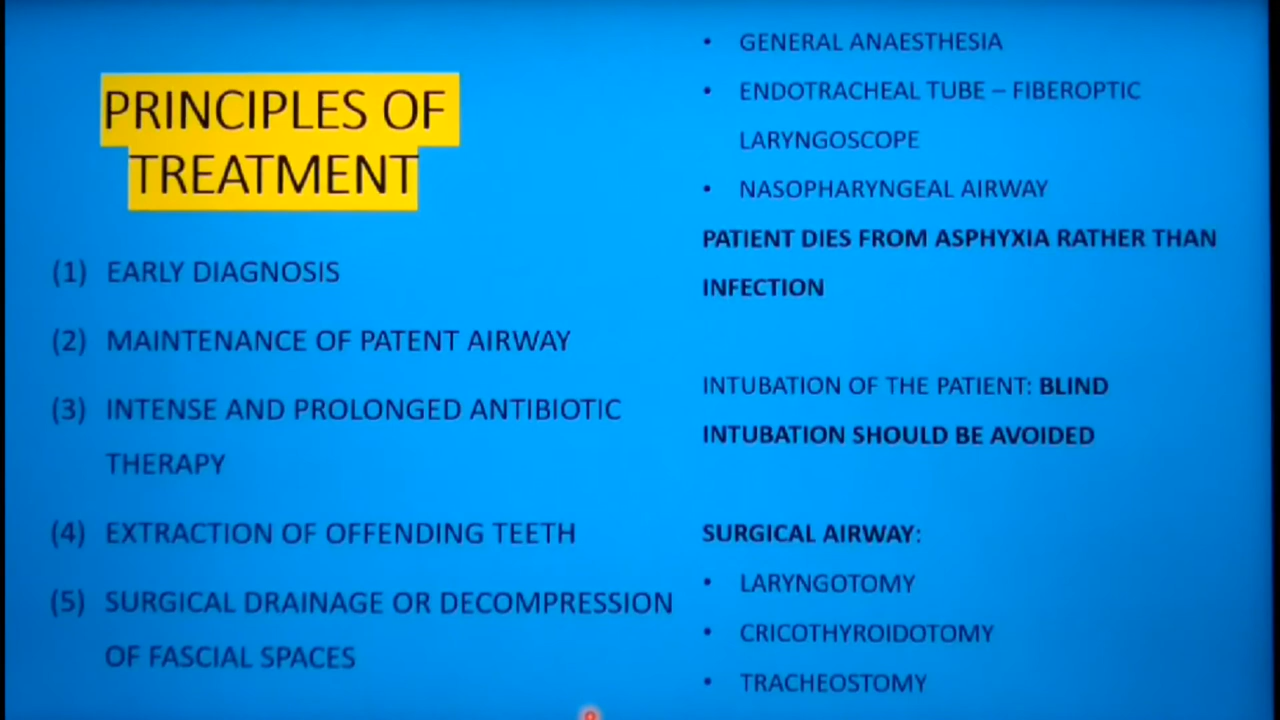 PRINCIPLES OF
TREATMENT
(1) EARLY DIAGNOSIS
(2) MAINTENANCE OF PATENT AIRWAY
(3) INTENSE AND PROLONGED ANTIBIOTIC
THERAPY
(4) EXTRACTION OF OFFENDING TEETH
(5) SURGICAL DRAINAGE OR DECOMPRESSION
OF FASCIAL SPACES
• GENERAL ANAESTHESIA
• ENDOTRACHEAL TUBE – FIBEROPTIC
LARYNGOSCOPE
• NASOPHARYNGEAL AIRWAY
PATIENT DIES FROM ASPHYXIA RATHER THAN
INFECTION
INTUBATION OF THE PATIENT: BLIND
INTUBATION SHOULD BE AVOIDED
SURGICAL AIRWAY:
• LARYNGOTOMY
• CRICOTHYROIDOTOMY
• TRACHEOSTOMY